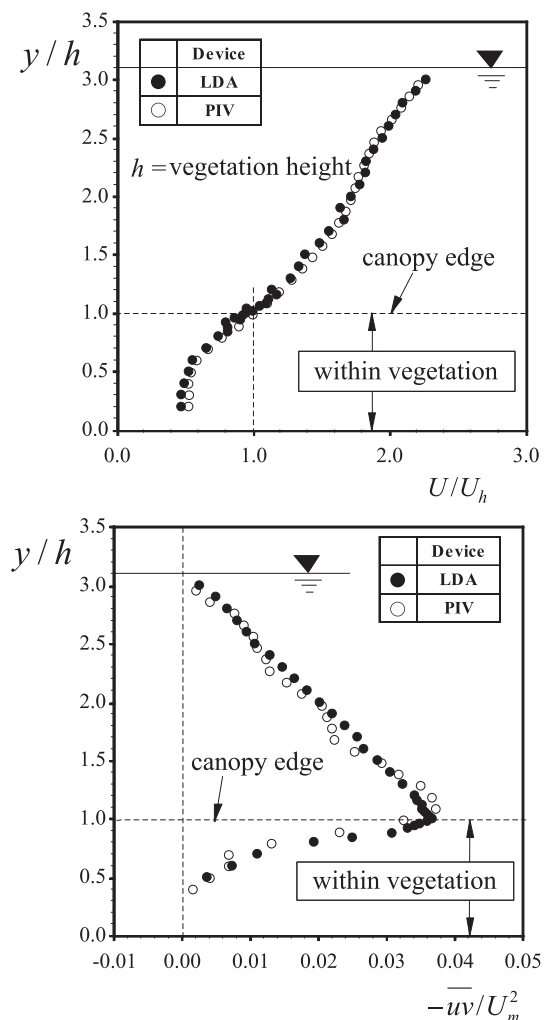 y / h
3.5
3.0
2.5
2.0
1.5
1.0
0.5
0.0
Device
LDA
PIV
h = vegetation height
canopy edge
within vegetation
0.0 1.0 2.0 3.0
U/U_h
y / h
3.5
3.0
2.5
2.0
1.5
1.0
0.5
0.0
Device
LDA
PIV
canopy edge
within vegetation
-0.01 0.00 0.01 0.02 0.03 0.04 0.05
−u̅v̅/U_m^2